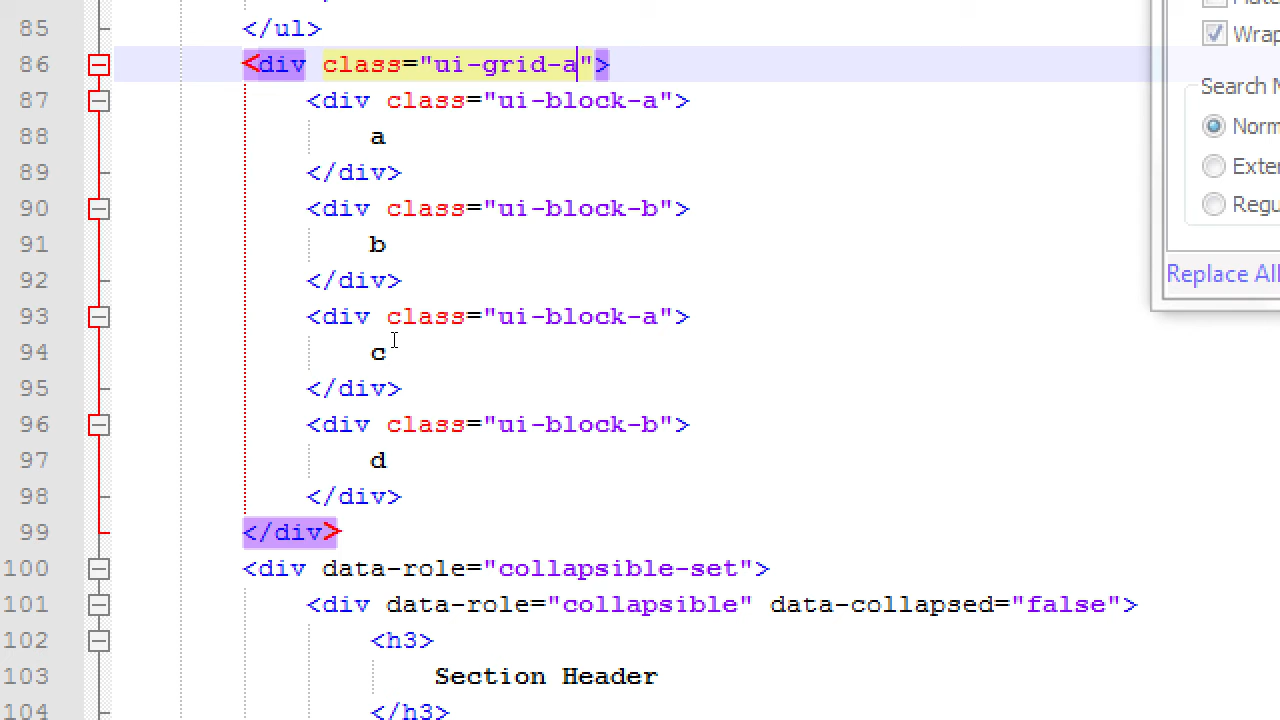 85 </ul>
86 <div class="ui-grid-a">
87 <div class="ui-block-a">
88 a
89 </div>
90 <div class="ui-block-b">
91 b
92 </div>
93 <div class="ui-block-a">
94 c
95 </div>
96 <div class="ui-block-b">
97 d
98 </div>
99 </div>
100 <div data-role="collapsible-set">
101 <div data-role="collapsible" data-collapsed="false">
102 <h3>
103 Section Header
104 </h3>
Wrap
Search M
Norm
Exter
Regu
Replace All